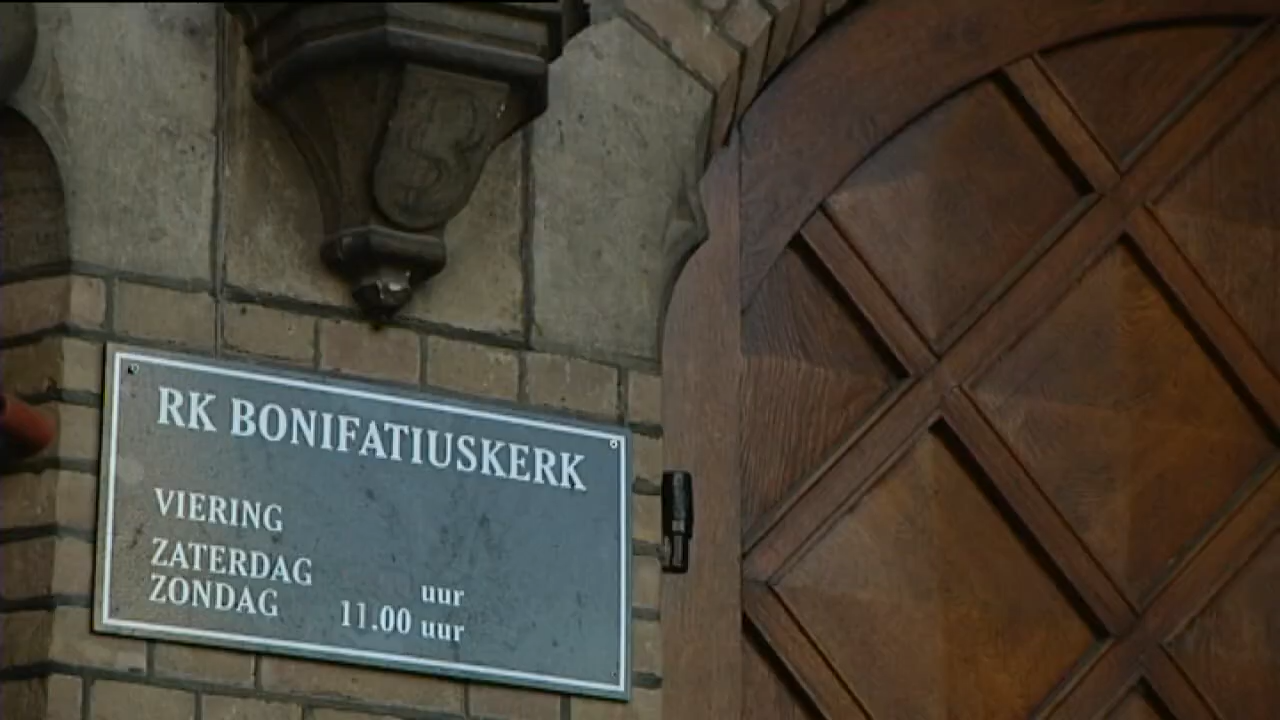 RK BONIFATIUSKERK
VIERING
ZATERDAG uur
ZONDAG 11.00 uur